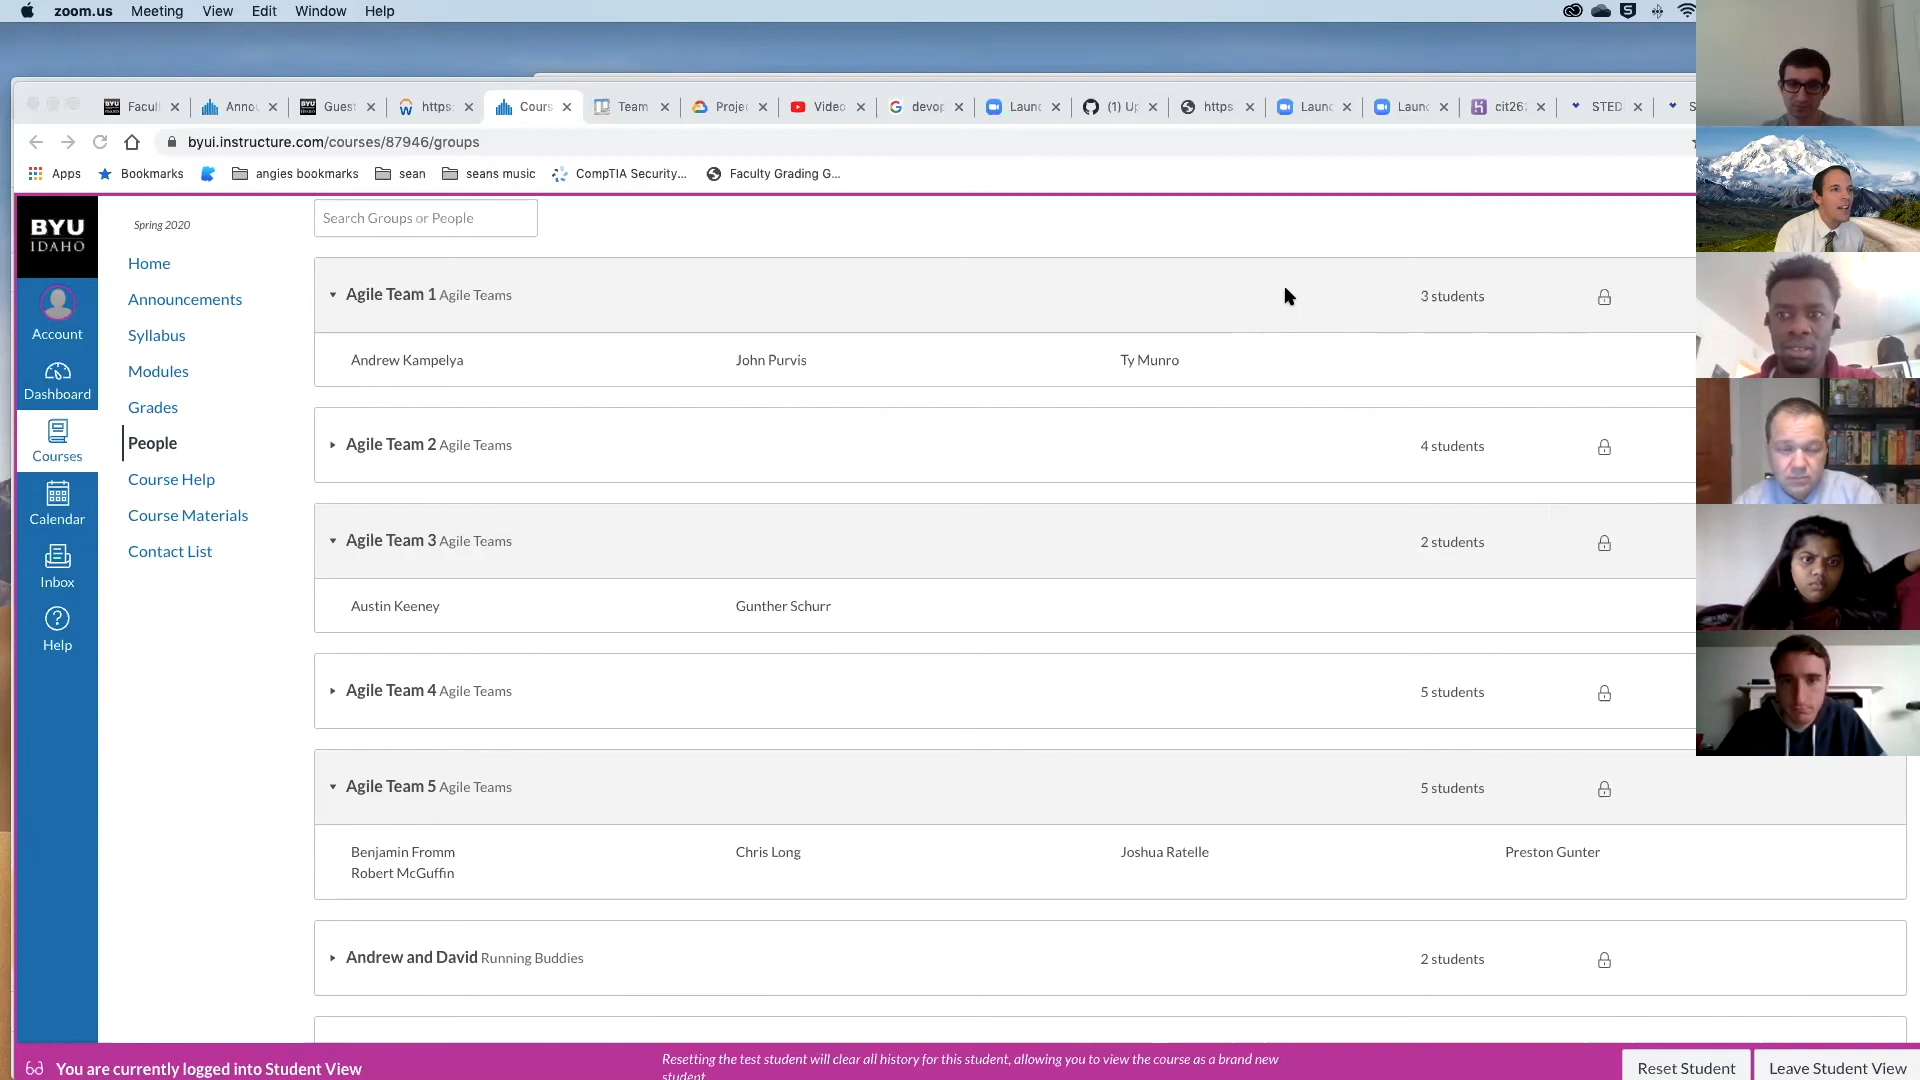 zoom.us Meeting View Edit Window Help
Facul Annou Guest https: Cours Team Projec Video devop Launc (1) Up https Launc Launc cit262 STED S
byui.instructure.com/courses/87946/groups
Apps Bookmarks angies bookmarks sean seans music CompTIA Security... Faculty Grading G...
BYU
IDAHO
Account
Dashboard
Courses
Calendar
Inbox
Help
Spring 2020
Home
Announcements
Syllabus
Modules
Grades
People
Course Help
Course Materials
Contact List
Search Groups or People
Agile Team 1 Agile Teams 3 students
Andrew Kampelya John Purvis Ty Munro
Agile Team 2 Agile Teams 4 students
Agile Team 3 Agile Teams 2 students
Austin Keeney Gunther Schurr
Agile Team 4 Agile Teams 5 students
Agile Team 5 Agile Teams 5 students
Benjamin Fromm Chris Long Joshua Ratelle Preston Gunter
Robert McGuffin
Andrew and David Running Buddies 2 students
You are currently logged into Student View
Resetting the test student will clear all history for this student, allowing you to view the course as a brand new
student
Reset Student
Leave Student View